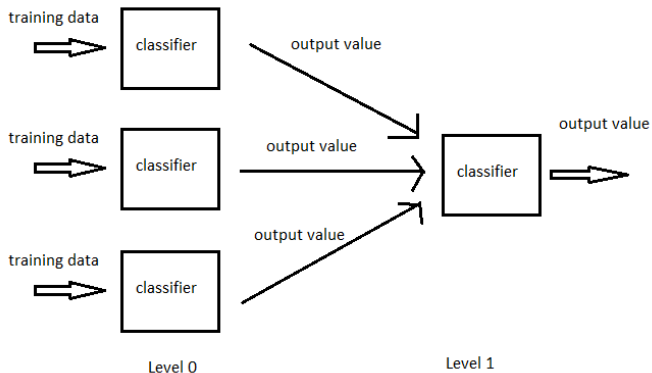 training data
classifier
output value
training data
classifier
output value
output value
classifier
training data
classifier
output value
Level 0
Level 1